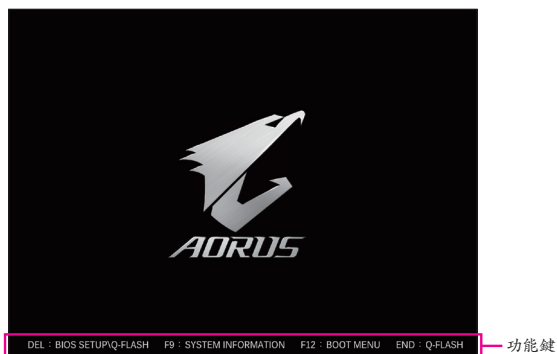 AORUS
DEL：BIOS SETUP\Q-FLASH F9：SYSTEM INFORMATION F12：BOOT MENU END：Q-FLASH
功能鍵